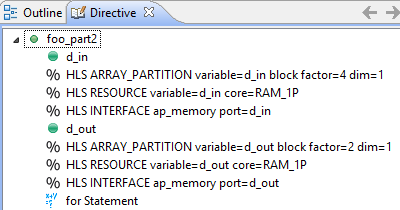 Outline Directive
foo_part2
d_in
% HLS ARRAY_PARTITION variable=d_in block factor=4 dim=1
% HLS RESOURCE variable=d_in core=RAM_1P
% HLS INTERFACE ap_memory port=d_in
d_out
% HLS ARRAY_PARTITION variable=d_out block factor=2 dim=1
% HLS RESOURCE variable=d_out core=RAM_1P
% HLS INTERFACE ap_memory port=d_out
for Statement